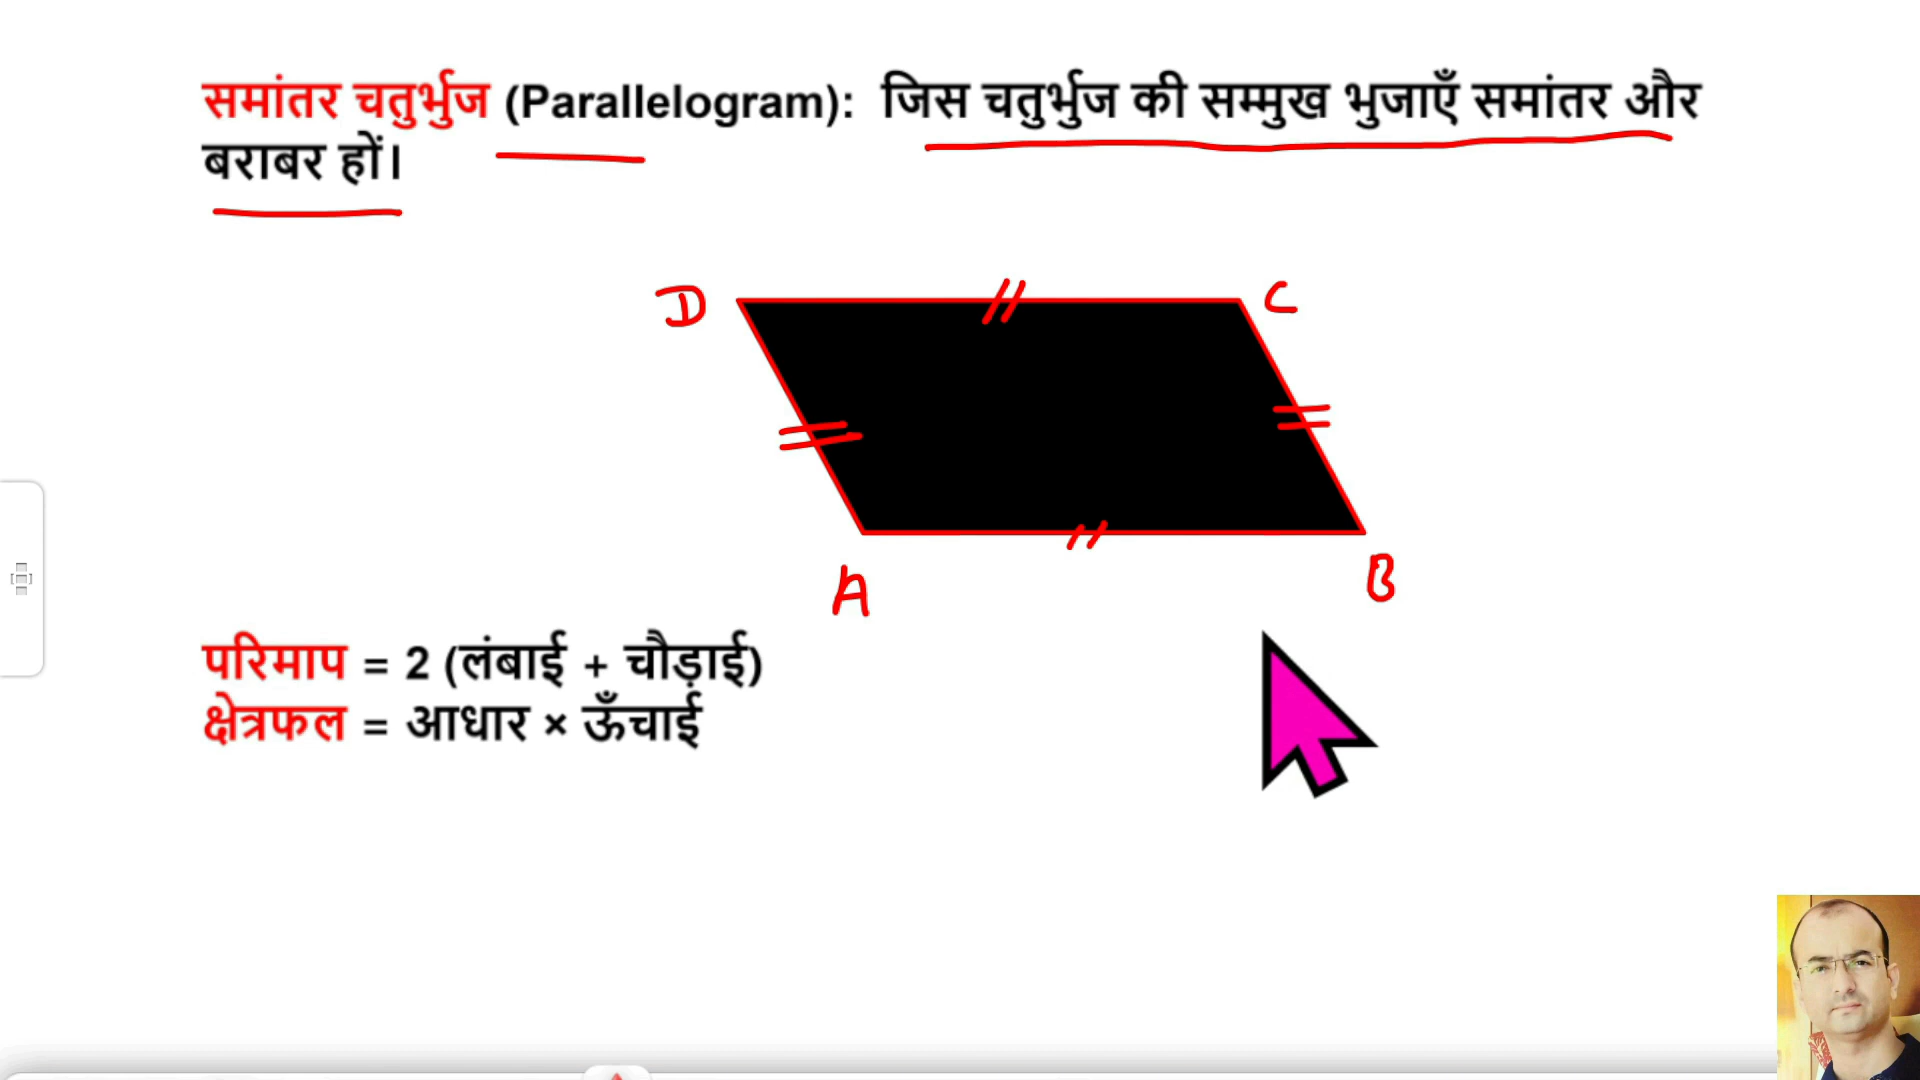 समांतर चतुर्भुज (Parallelogram): जिस चतुर्भुज की सम्मुख भुजाएँ समांतर और
बराबर हों।
D
C
A
B
परिमाप = 2 (लंबाई + चौड़ाई)
क्षेत्रफल = आधार × ऊँचाई